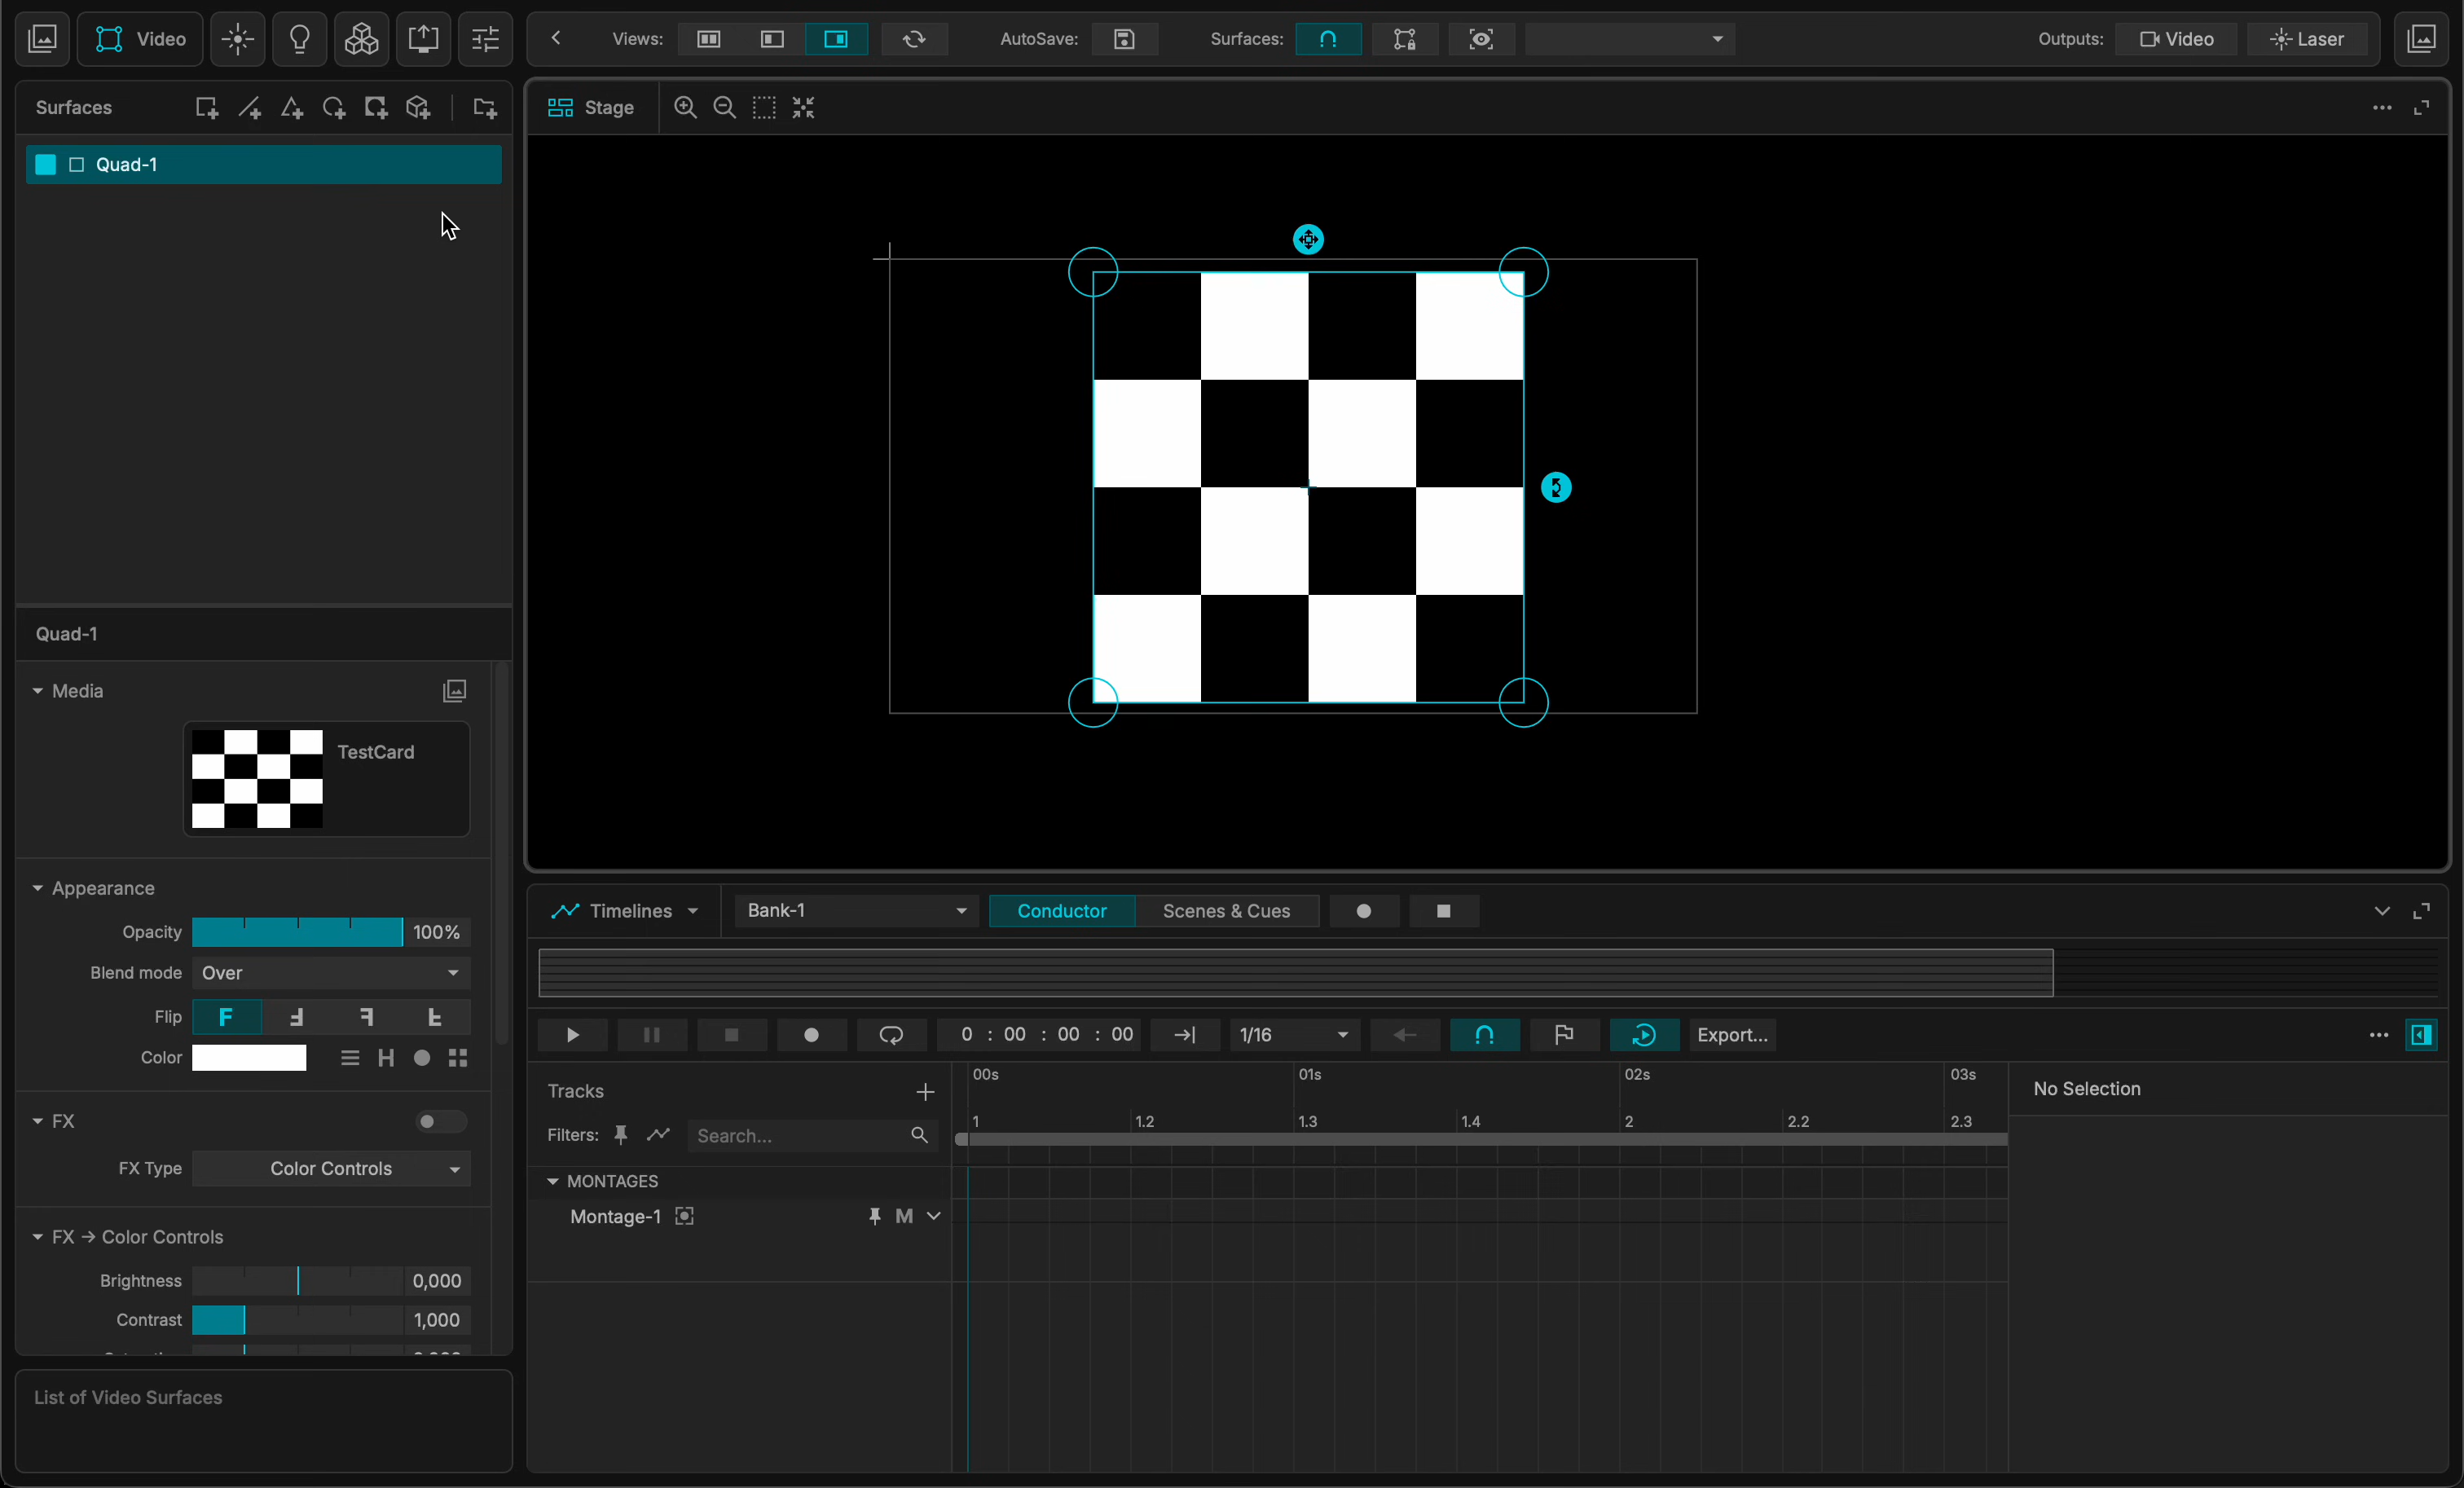 Video
Views:
AutoSave:
Surfaces:
Outputs:
Video
Laser
Surfaces
Quad-1
Stage
Quad-1
Media
TestCard
Appearance
Opacity 100%
Blend mode Over
Flip F F F F
Color H
FX
FX Type Color Controls
FX → Color Controls
Brightness 0,000
Contrast 1,000
List of Video Surfaces
Timelines
Bank-1
Conductor
Scenes & Cues
0 : 00 : 00 : 00
1/16
Export...
Tracks
Filters:
Search...
00s 01s 02s 03s
1 1.2 1.3 1.4 2 2.2 2.3
No Selection
MONTAGES
Montage-1 M